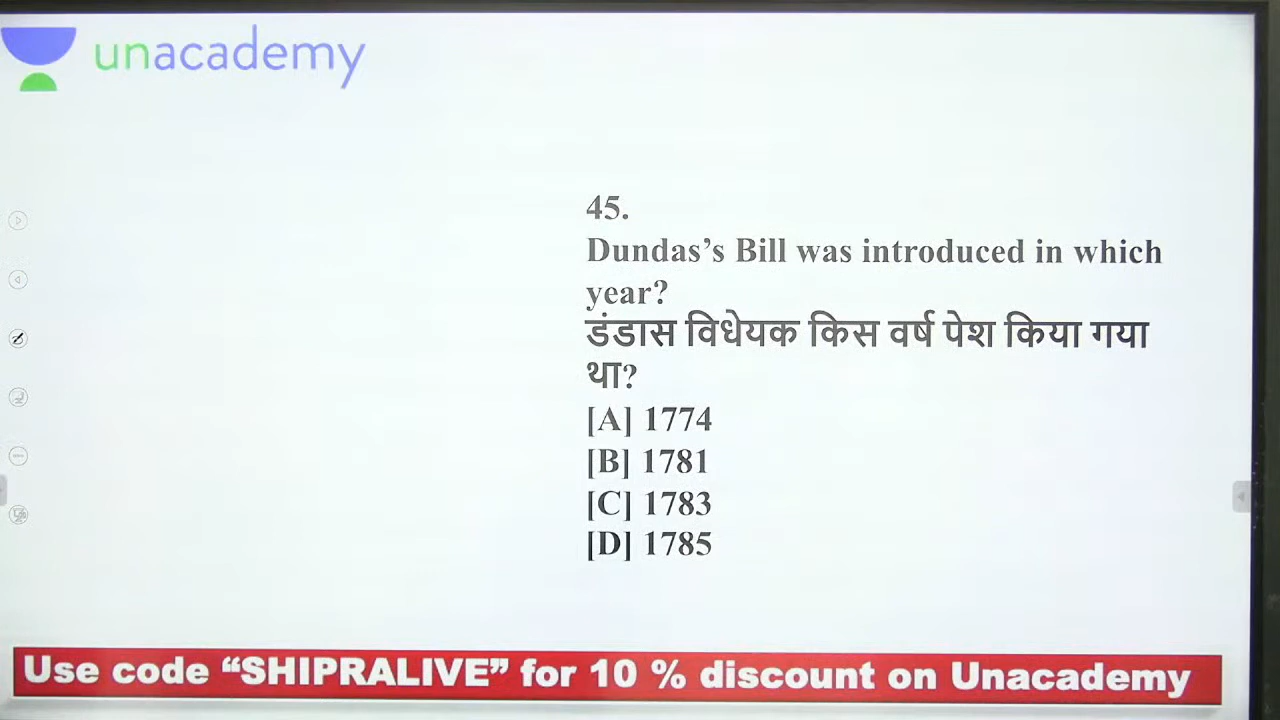 unacademy
45.
Dundas’s Bill was introduced in which
year?
डंडास विधेयक किस वर्ष पेश किया गया
था?
[A] 1774
[B] 1781
[C] 1783
[D] 1785
Use code “SHIPRALIVE” for 10 % discount on Unacademy